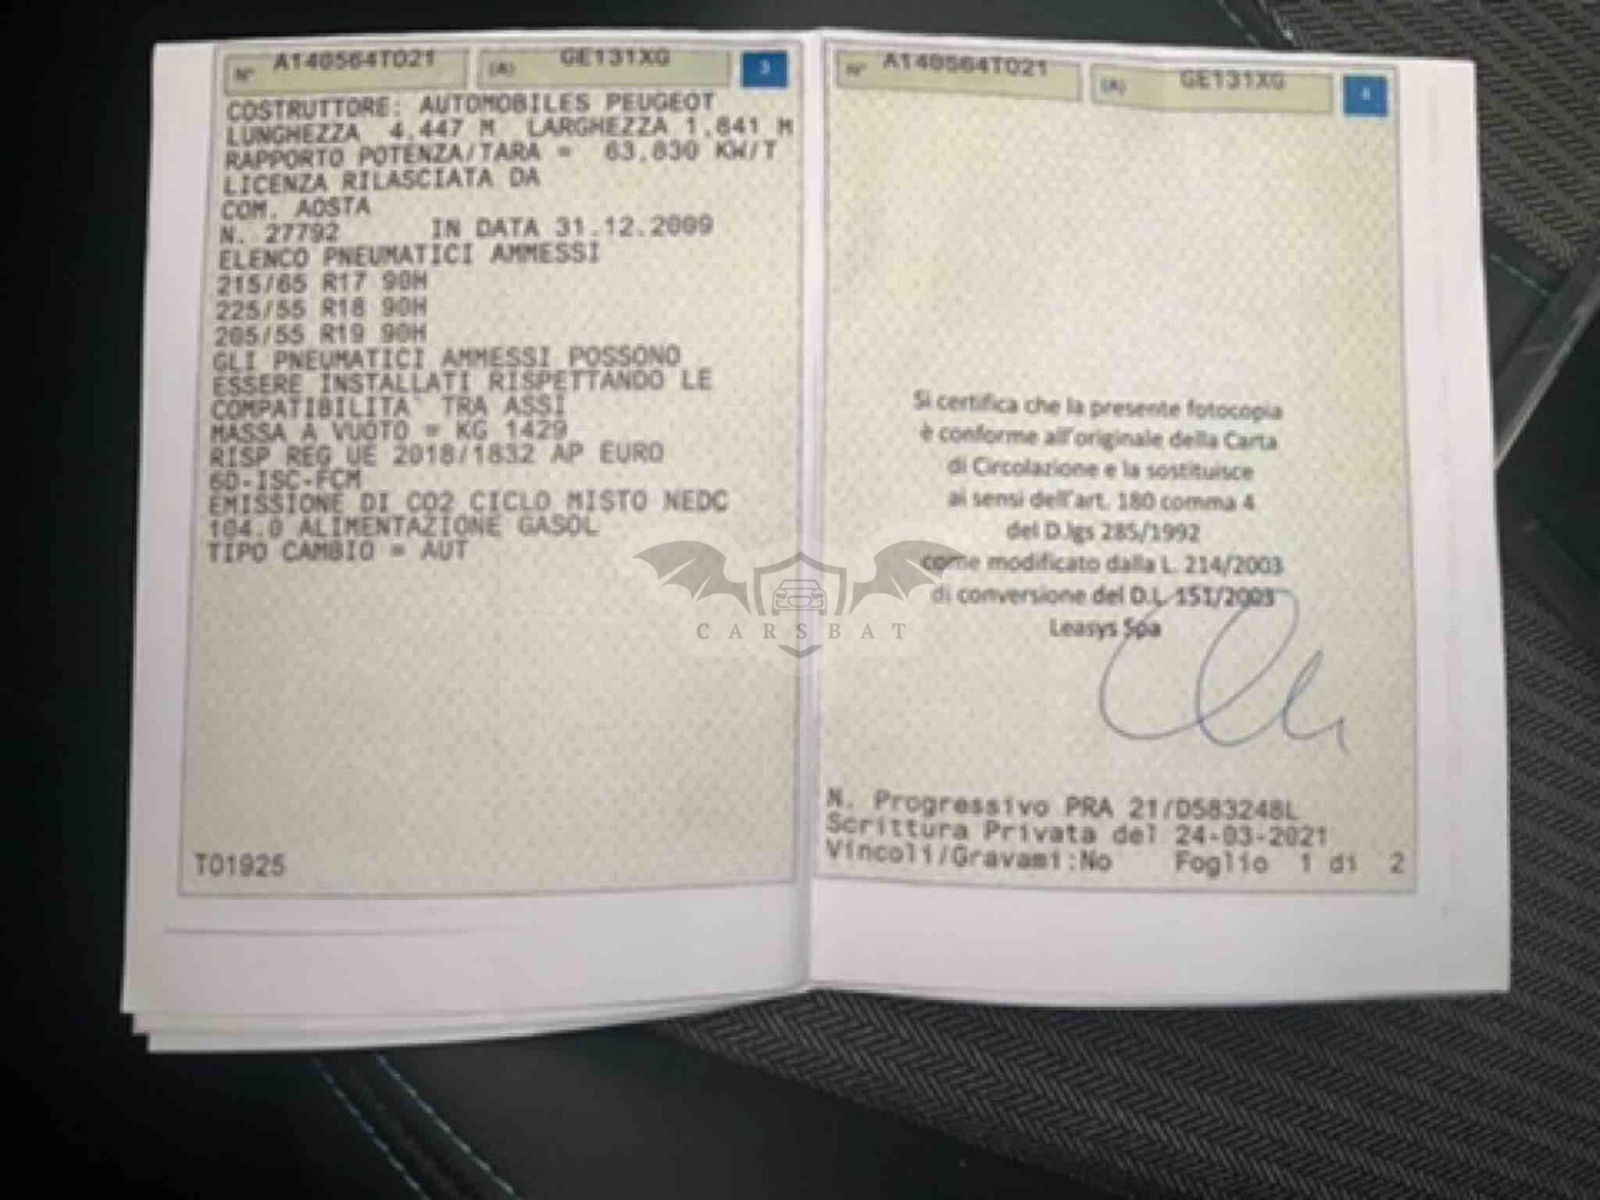 N° A140564T021 (A) GE131XG 3
COSTRUTTORE: AUTOMOBILES PEUGEOT
LUNGHEZZA 4,447 M LARGHEZZA 1,841 M
RAPPORTO POTENZA/TARA = 63,830 KW/T
LICENZA RILASCIATA DA
COM. AOSTA
N. 27792 IN DATA 31.12.2009
ELENCO PNEUMATICI AMMESSI
215/65 R17 90H
225/55 R18 90H
205/55 R19 90H
GLI PNEUMATICI AMMESSI POSSONO
ESSERE INSTALLATI RISPETTANDO LE
COMPATIBILITA` TRA ASSI
MASSA A VUOTO = KG 1429
RISP REG UE 2018/1832 AP EURO
6D-ISC-FCM
EMISSIONE DI CO2 CICLO MISTO NEDC
104.0 ALIMENTAZIONE GASOL
TIPO CAMBIO = AUT
T01925
N° A140564T021 (A) GE131XG 4
Si certifica che la presente fotocopia
è conforme all'originale della Carta
di Circolazione e la sostituisce
ai sensi dell'art. 180 comma 4
del D.lgs 285/1992
come modificato dalla L. 214/2003
di conversione del D.L 151/2003
Leasys Spa
N. Progressivo PRA 21/D583248L
Scrittura Privata del 24-03-2021
Vincoli/Gravami:No Foglio 1 di 2
CARSBAT